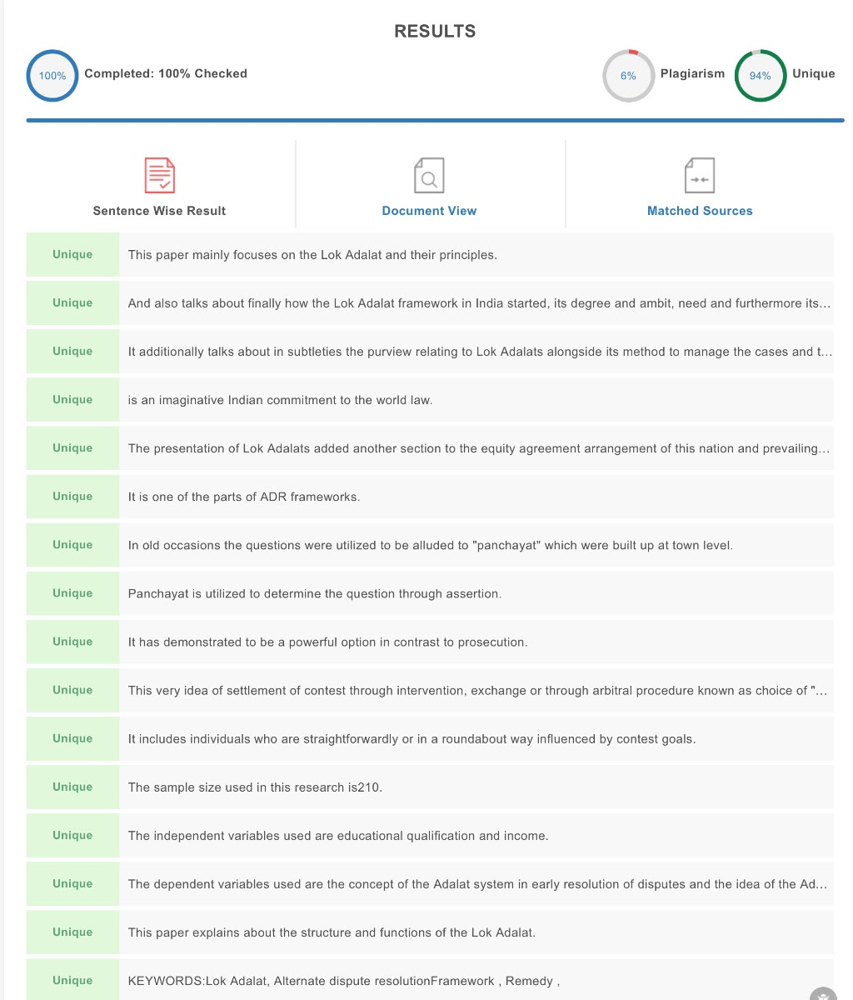 RESULTS
100% Completed: 100% Checked 6% Plagiarism 94% Unique
Sentence Wise Result Document View Matched Sources
Unique This paper mainly focuses on the Lok Adalat and their principles.
Unique And also talks about finally how the Lok Adalat framework in India started, its degree and ambit, need and furthermore its...
Unique It additionally talks about in subtleties the purview relating to Lok Adalats alongside its method to manage the cases and t...
Unique is an imaginative Indian commitment to the world law.
Unique The presentation of Lok Adalats added another section to the equity agreement arrangement of this nation and prevailing...
Unique It is one of the parts of ADR frameworks.
Unique In old occasions the questions were utilized to be alluded to "panchayat" which were built up at town level.
Unique Panchayat is utilized to determine the question through assertion.
Unique It has demonstrated to be a powerful option in contrast to prosecution.
Unique This very idea of settlement of contest through intervention, exchange or through arbitral procedure known as choice of "...
Unique It includes individuals who are straightforwardly or in a roundabout way influenced by contest goals.
Unique The sample size used in this research is210.
Unique The independent variables used are educational qualification and income.
Unique The dependent variables used are the concept of the Adalat system in early resolution of disputes and the idea of the Ad...
Unique This paper explains about the structure and functions of the Lok Adalat.
Unique KEYWORDS:Lok Adalat, Alternate dispute resolutionFramework , Remedy ,